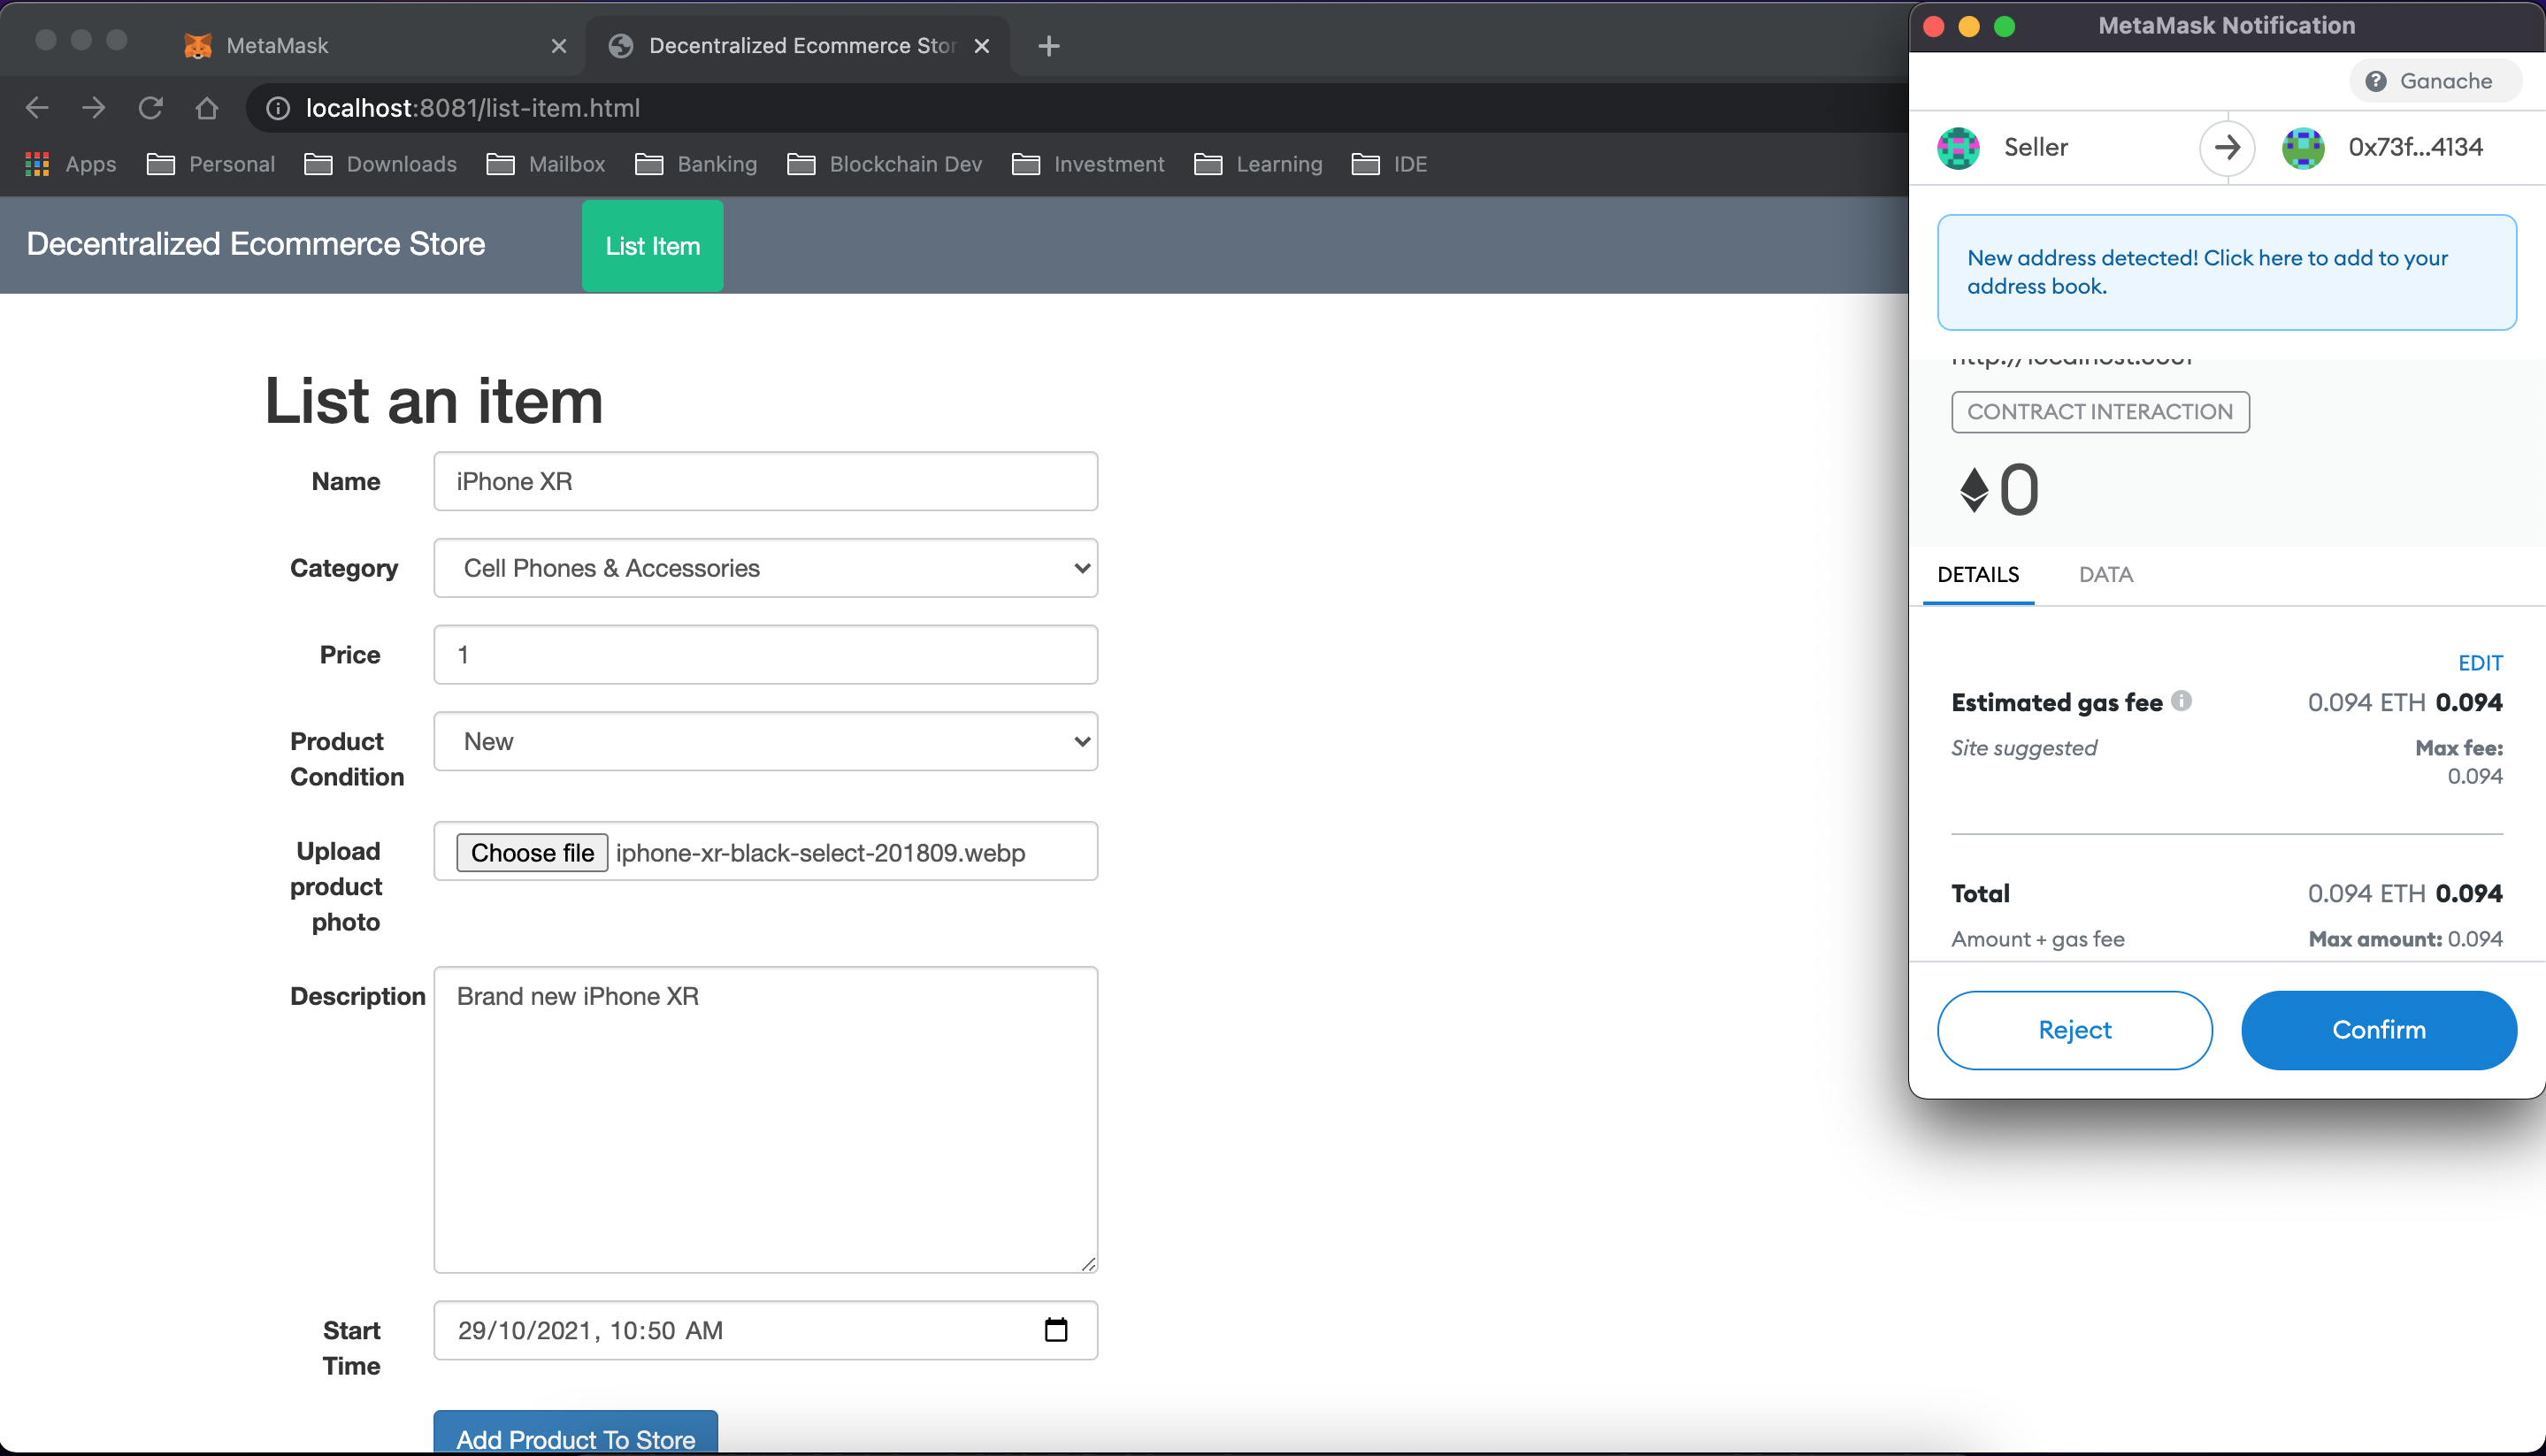 MetaMask
Decentralized Ecommerce Stor
localhost:8081/list-item.html
Apps Personal Downloads Mailbox Banking Blockchain Dev Investment Learning IDE
Decentralized Ecommerce Store List Item
List an item
Name iPhone XR
Category Cell Phones & Accessories
Price 1
Product New
Condition
Upload Choose file iphone-xr-black-select-201809.webp
product
photo
Description Brand new iPhone XR
Start 29/10/2021, 10:50 AM
Time
Add Product To Store
MetaMask Notification
Ganache
Seller 0x73f...4134
New address detected! Click here to add to your
address book.
http://localhost:8081
CONTRACT INTERACTION
0
DETAILS DATA
EDIT
Estimated gas fee 0.094 ETH 0.094
Site suggested Max fee:
0.094
Total 0.094 ETH 0.094
Amount + gas fee Max amount: 0.094
Reject Confirm